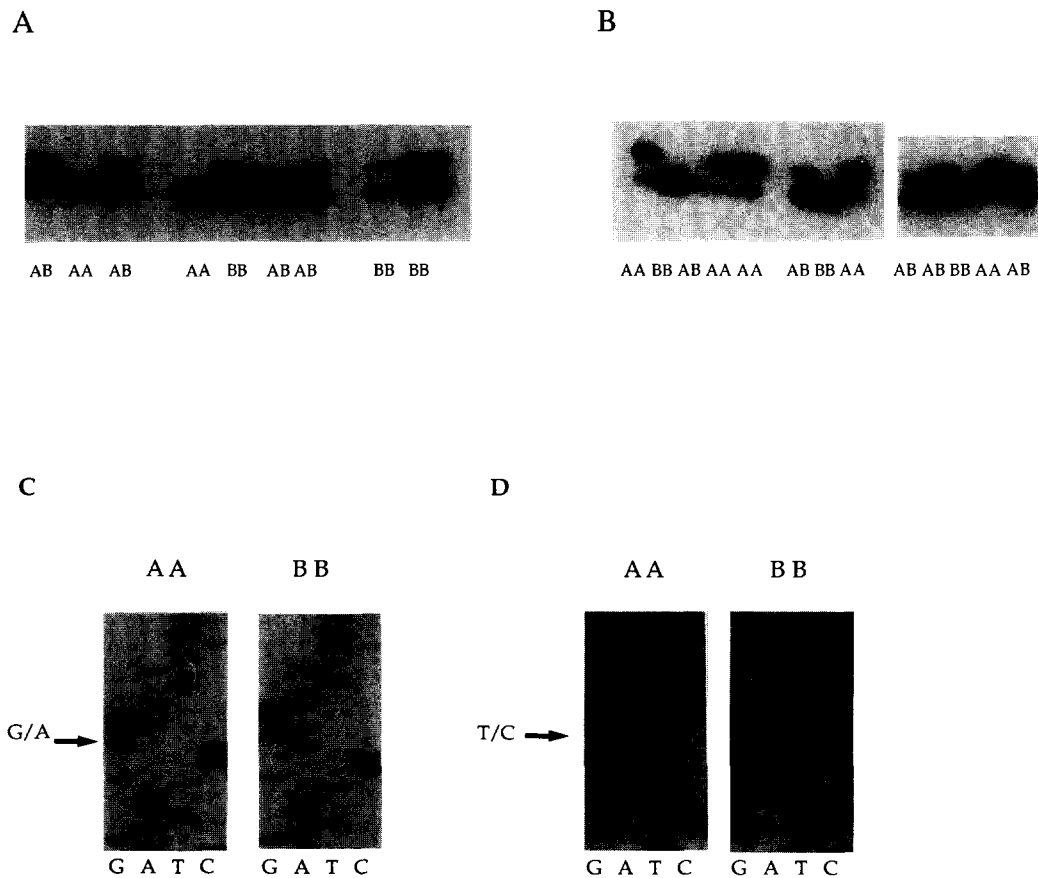 A
B
AB AA AB AA BB AB AB BB BB
AA BB AB AA AA AB BB AA AB AB BB AA AB
C
D
AA BB
AA BB
G/A
T/C
G A T C G A T C
G A T C G A T C